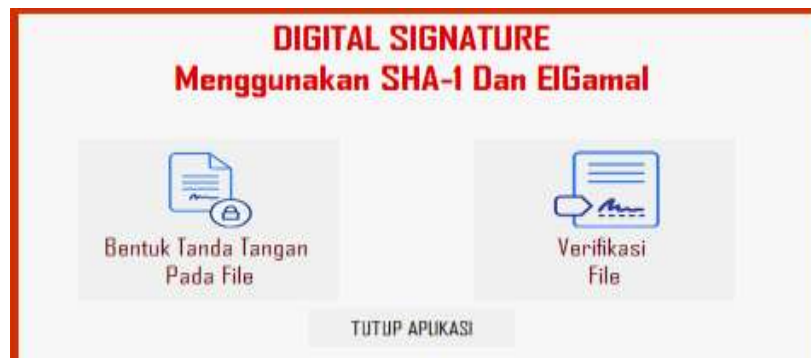 DIGITAL SIGNATURE
Menggunakan SHA-1 Dan ElGamal
Bentuk Tanda Tangan
Pada File
Verifikasi
File
TUTUP APLIKASI